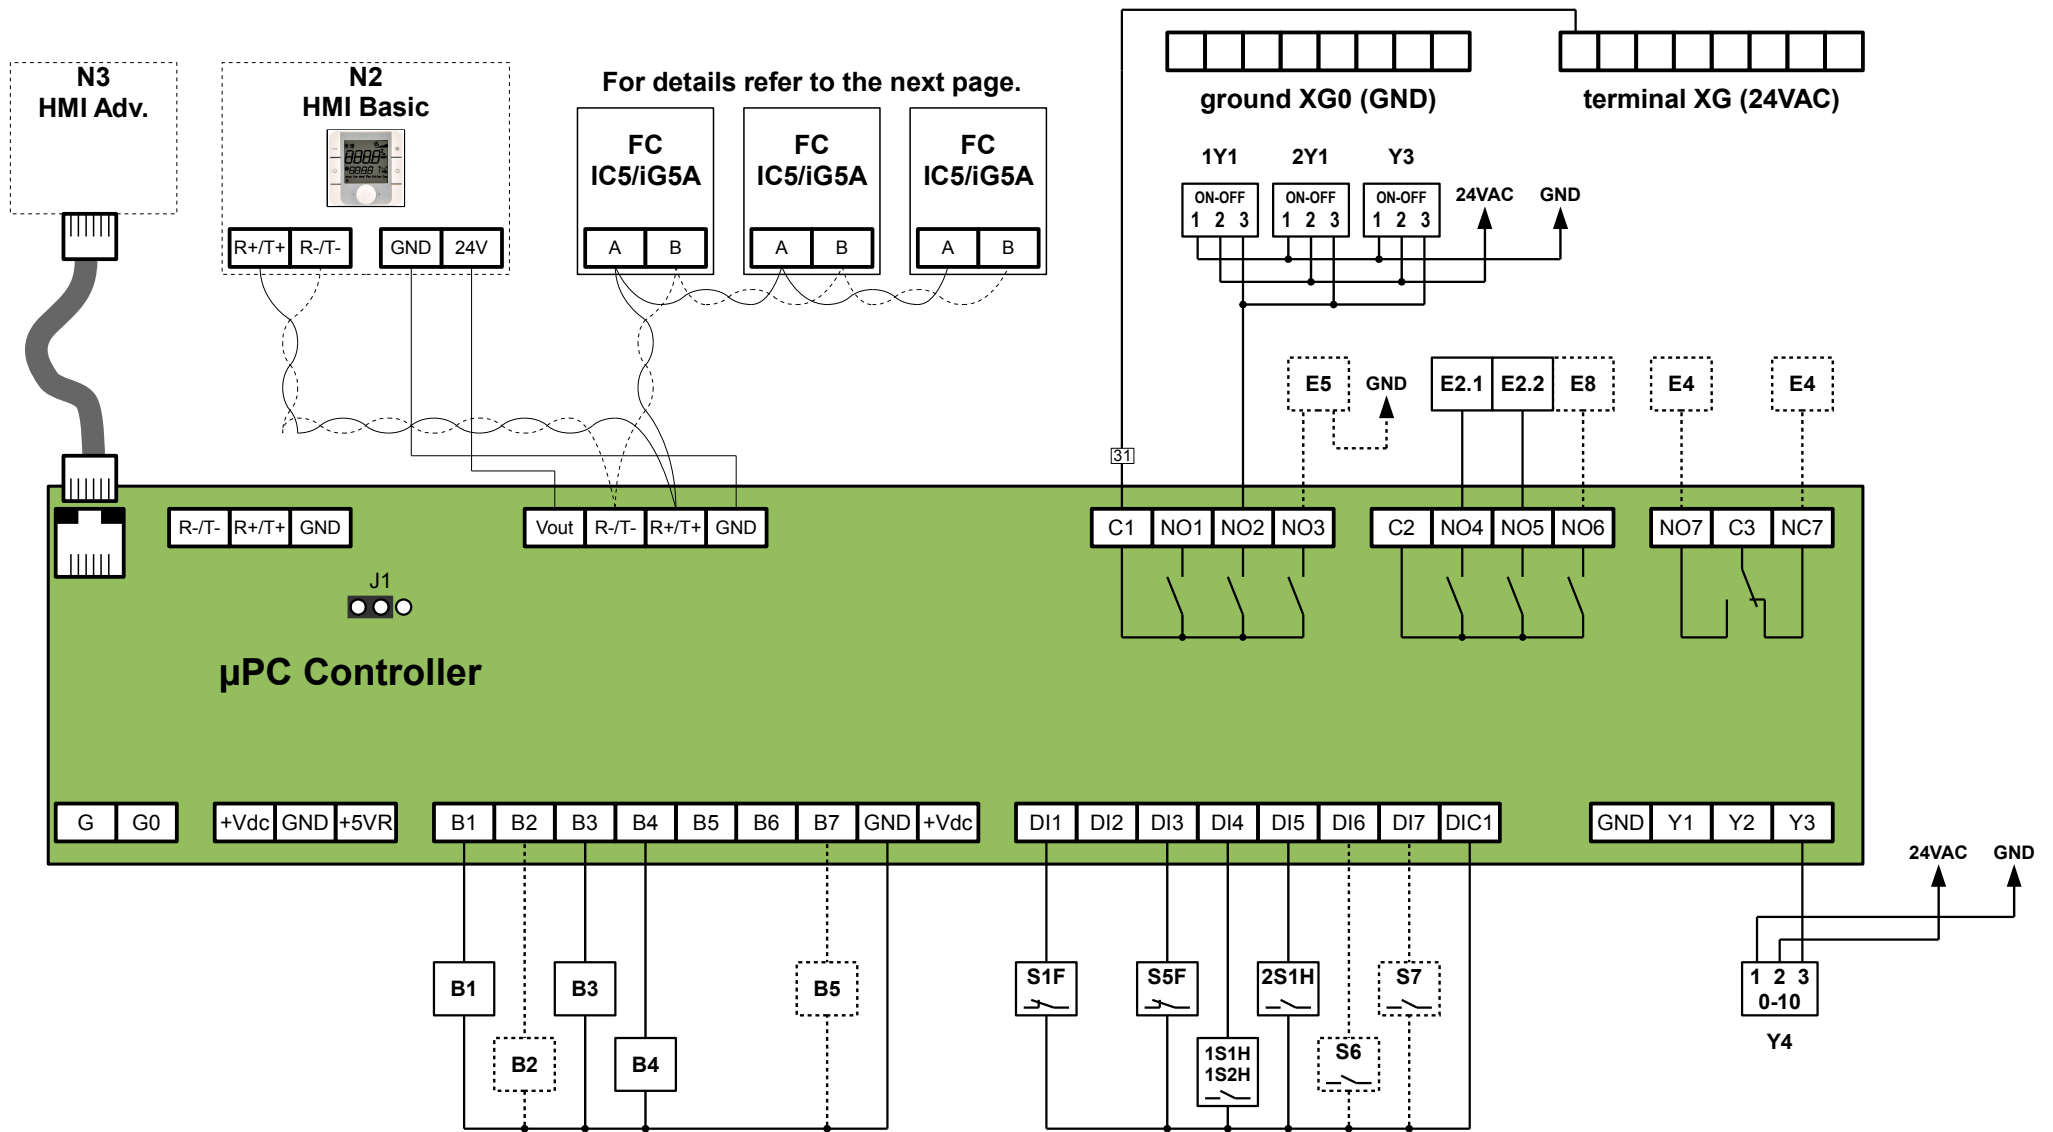 N3
HMI Adv.
N2
HMI Basic
R+/T+ R-/T- GND 24V
For details refer to the next page.
FC
IC5/iG5A
A B
FC
IC5/iG5A
A B
FC
IC5/iG5A
A B
ground XG0 (GND)
terminal XG (24VAC)
1Y1 2Y1 Y3
ON-OFF
1 2 3
ON-OFF
1 2 3
ON-OFF
1 2 3
24VAC GND
E5 GND E2.1 E2.2 E8 E4 E4
31
R-/T- R+/T+ GND
Vout R-/T- R+/T+ GND
C1 NO1 NO2 NO3
C2 NO4 NO5 NO6
NO7 C3 NC7
J1
µPC Controller
G G0
+Vdc GND +5VR
B1 B2 B3 B4 B5 B6 B7 GND +Vdc
DI1 DI2 DI3 DI4 DI5 DI6 DI7 DIC1
GND Y1 Y2 Y3
24VAC GND
B1 B3 B5
B2 B4
S1F S5F 2S1H S7
1S1H
1S2H
S6
1 2 3
0-10
Y4